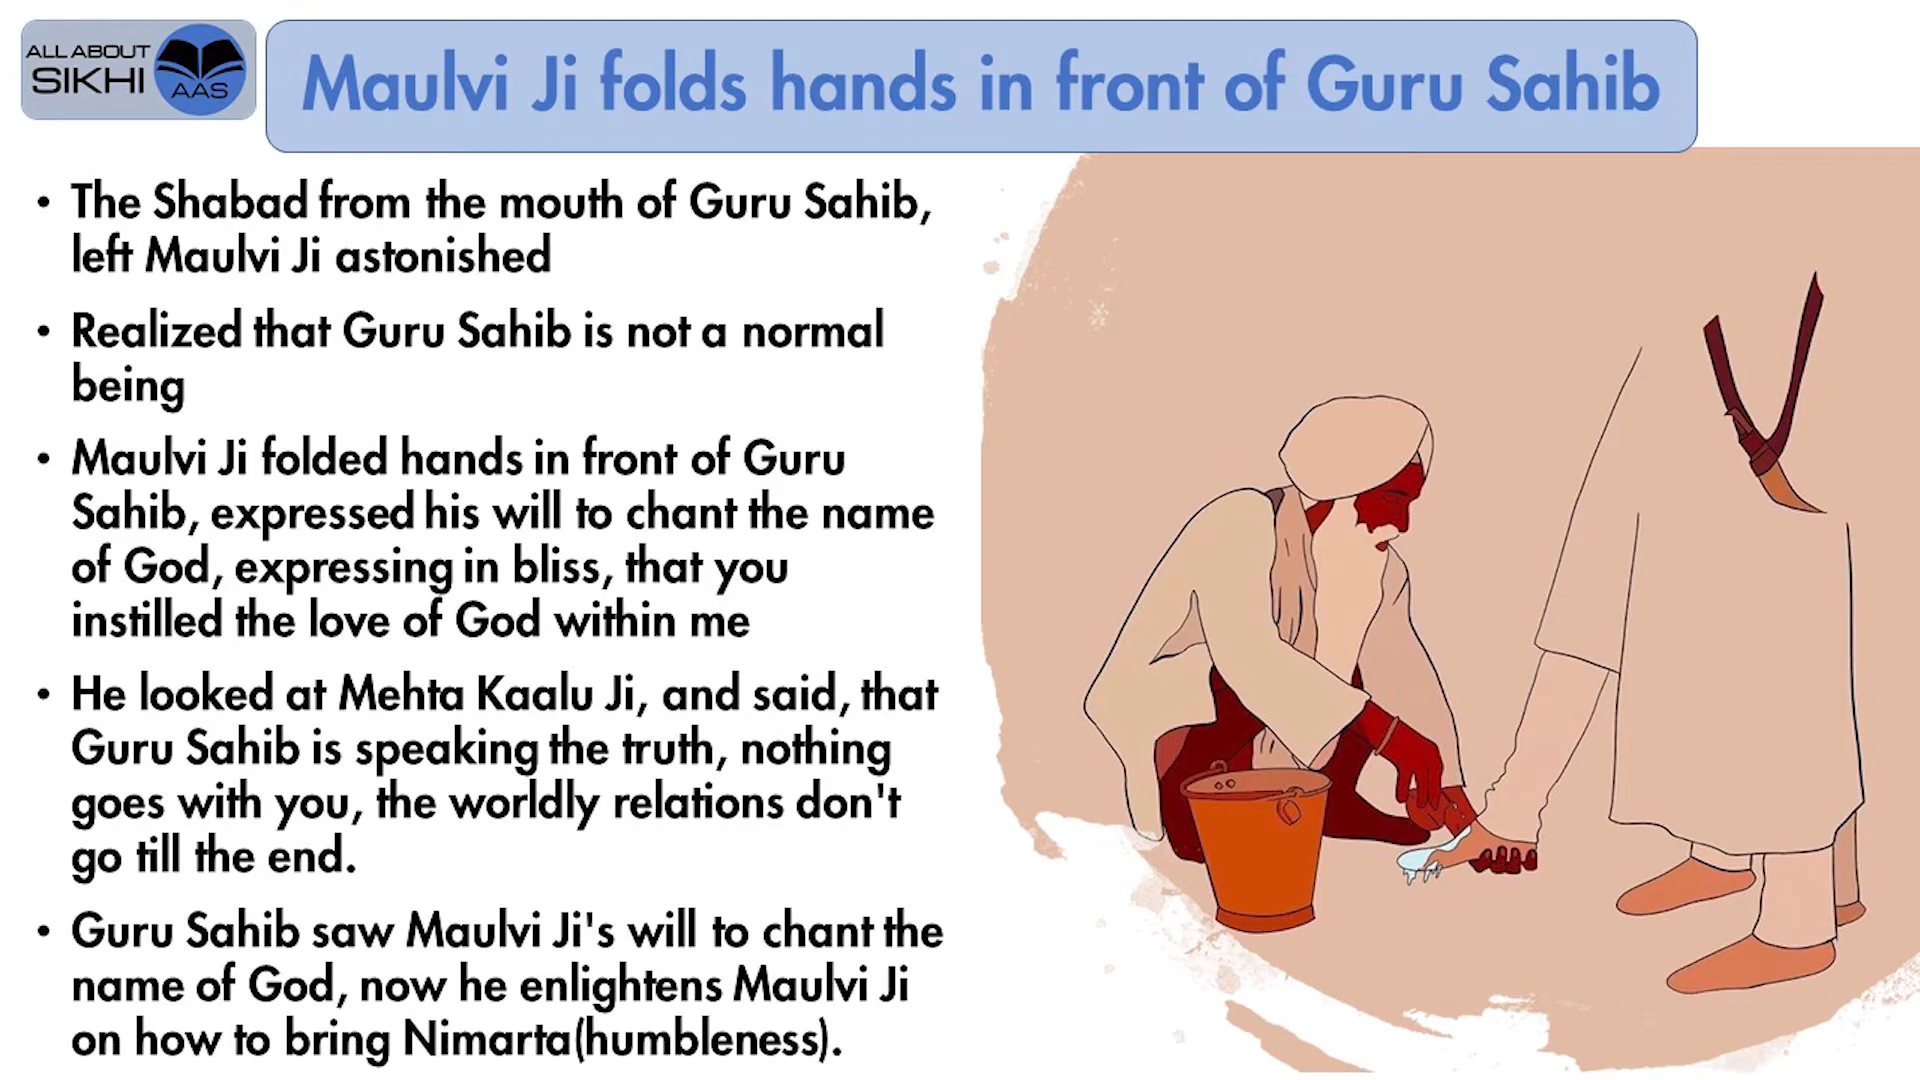 ALL ABOUT
SIKHI
AAS
Maulvi Ji folds hands in front of Guru Sahib
• The Shabad from the mouth of Guru Sahib,
left Maulvi Ji astonished
• Realized that Guru Sahib is not a normal
being
• Maulvi Ji folded hands in front of Guru
Sahib, expressed his will to chant the name
of God, expressing in bliss, that you
instilled the love of God within me
• He looked at Mehta Kaalu Ji, and said, that
Guru Sahib is speaking the truth, nothing
goes with you, the worldly relations don't
go till the end.
• Guru Sahib saw Maulvi Ji's will to chant the
name of God, now he enlightens Maulvi Ji
on how to bring Nimarta(humbleness).